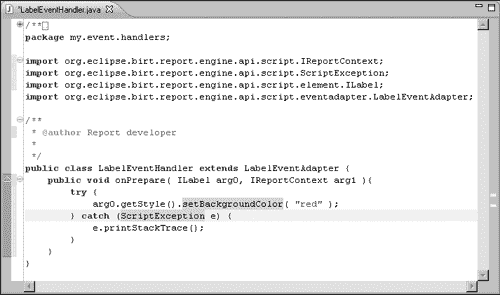 *LabelEventHandler.java
/**
package my.event.handlers;
import org.eclipse.birt.report.engine.api.script.IReportContext;
import org.eclipse.birt.report.engine.api.script.ScriptException;
import org.eclipse.birt.report.engine.api.script.element.ILabel;
import org.eclipse.birt.report.engine.api.script.eventadapter.LabelEventAdapter;
/**
* @author Report developer
*
*/
public class LabelEventHandler extends LabelEventAdapter {
public void onPrepare( ILabel arg0, IReportContext arg1 ){
try {
arg0.getStyle().setBackgroundColor( "red" );
} catch (ScriptException e) {
e.printStackTrace();
}
}
}